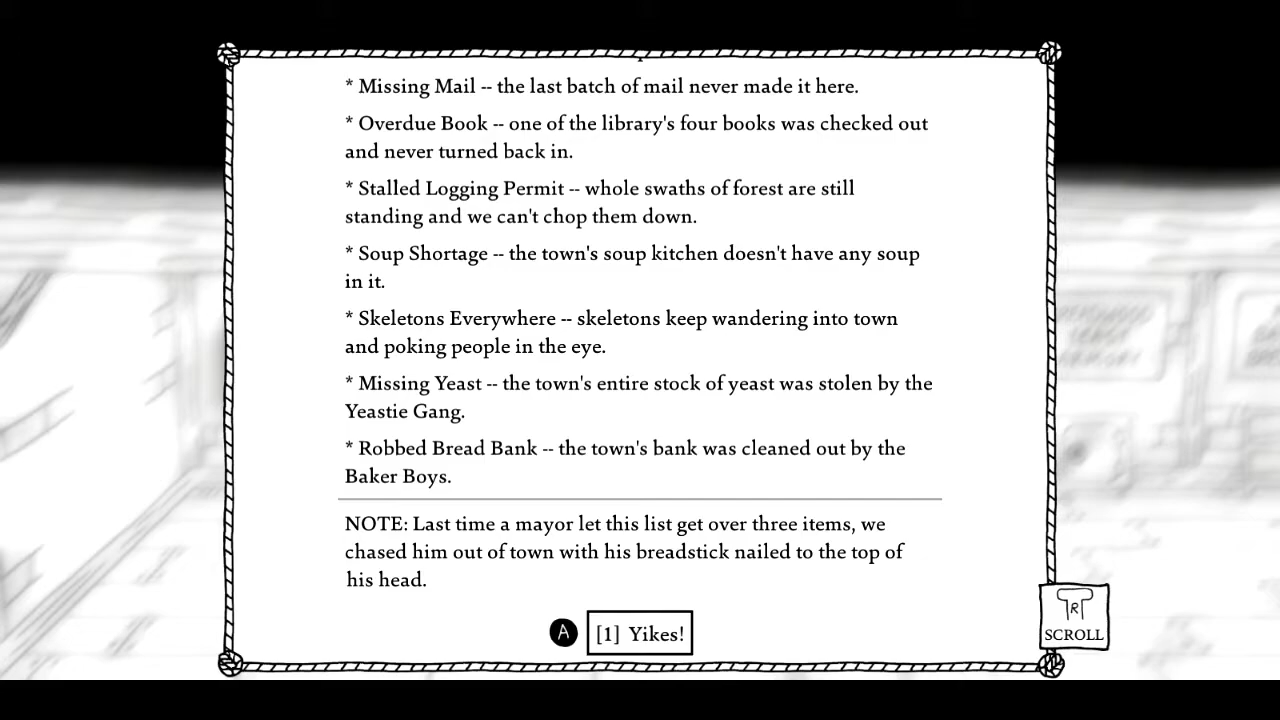 * Missing Mail -- the last batch of mail never made it here.
* Overdue Book -- one of the library's four books was checked out
and never turned back in.
* Stalled Logging Permit -- whole swaths of forest are still
standing and we can't chop them down.
* Soup Shortage -- the town's soup kitchen doesn't have any soup
in it.
* Skeletons Everywhere -- skeletons keep wandering into town
and poking people in the eye.
* Missing Yeast -- the town's entire stock of yeast was stolen by the
Yeastie Gang.
* Robbed Bread Bank -- the town's bank was cleaned out by the
Baker Boys.
NOTE: Last time a mayor let this list get over three items, we
chased him out of town with his breadstick nailed to the top of
his head.
A [1] Yikes!
R
SCROLL